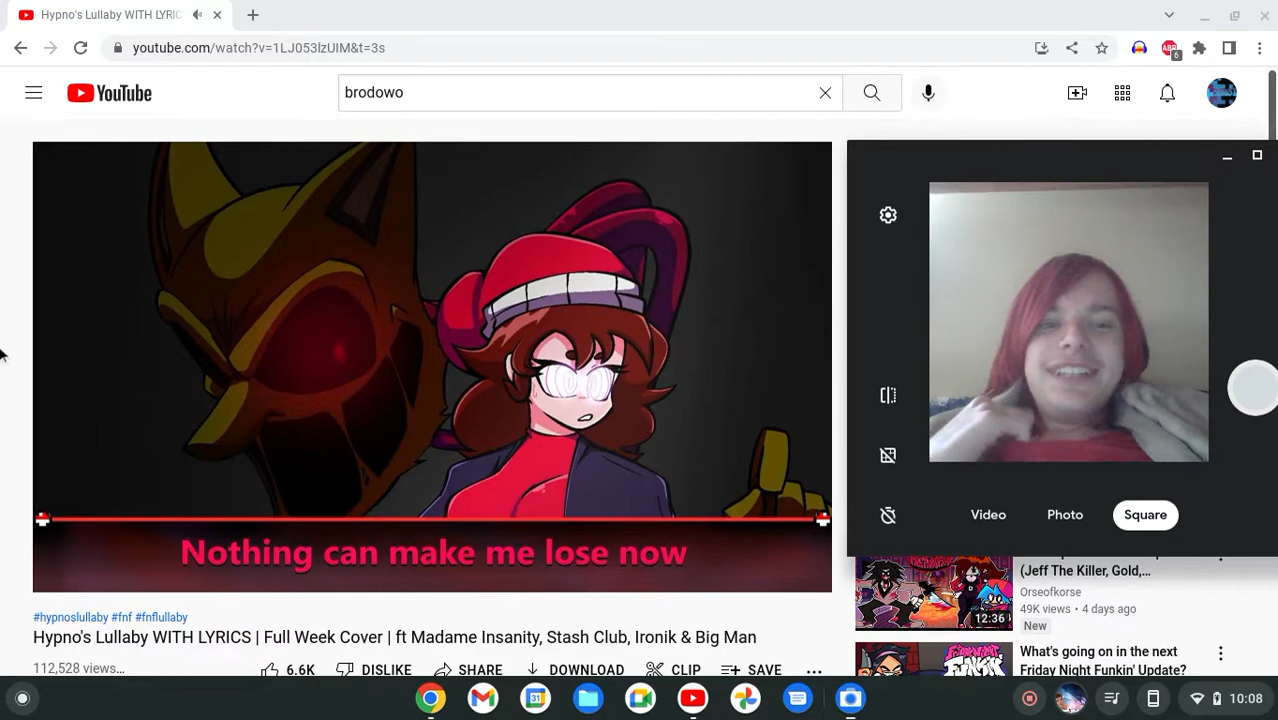 Hypno's Lullaby WITH LYRIC
youtube.com/watch?v=1LJ053lzUIM&t=3s
6
YouTube
brodowo
Nothing can make me lose now
Video
Photo
Square
#hypnoslullaby #fnf #fnflullaby
Hypno's Lullaby WITH LYRICS | Full Week Cover | ft Madame Insanity, Stash Club, Ironik & Big Man
112,528 views...
6.6K
DISLIKE
SHARE
DOWNLOAD
CLIP
SAVE
(Jeff The Killer, Gold,...
Orseofkorse
49K views • 4 days ago
New
12:36
What's going on in the next
Friday Night Funkin' Update?
31
10:08